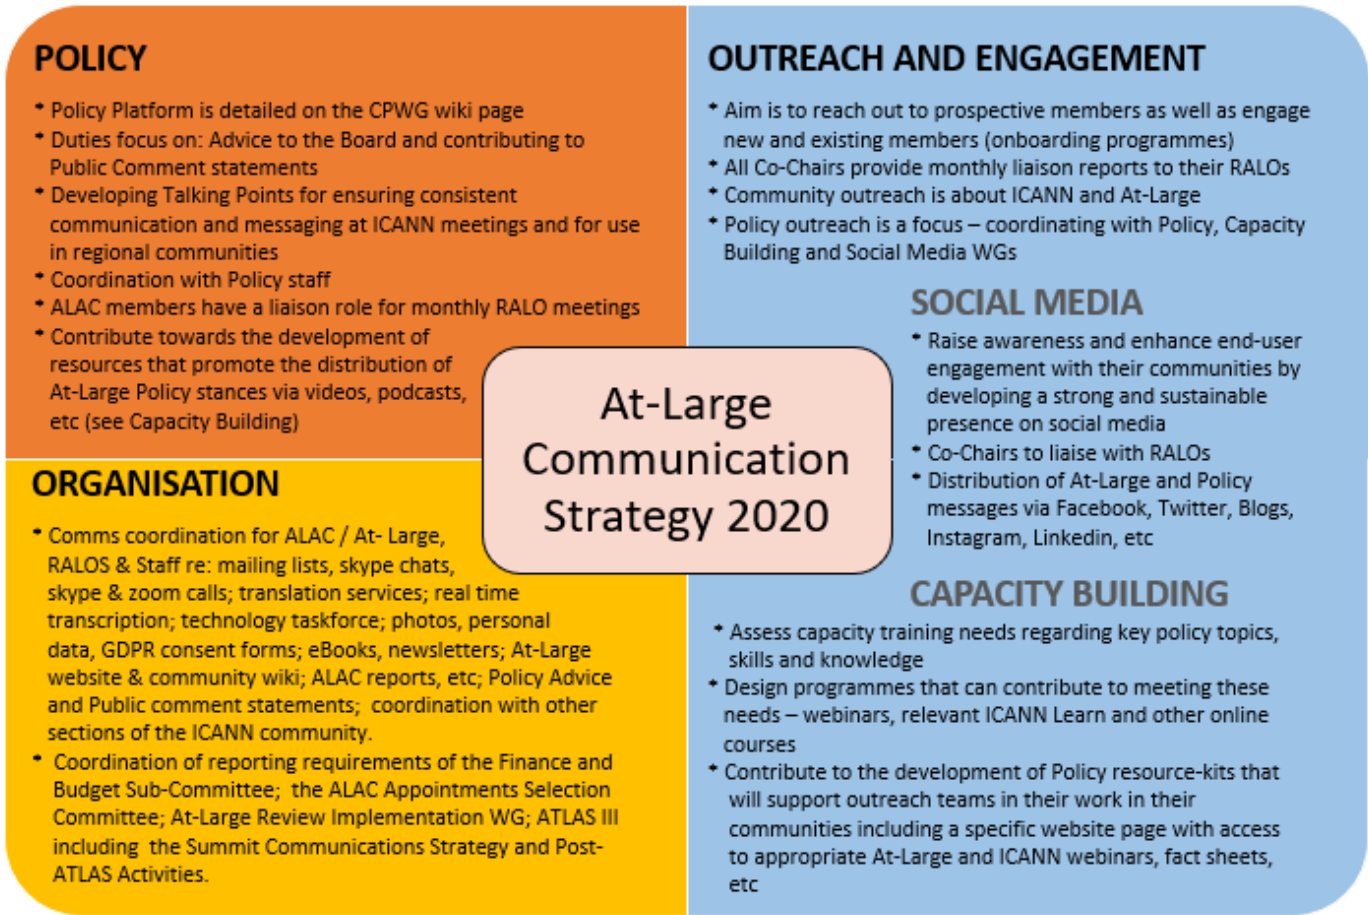 POLICY
* Policy Platform is detailed on the CPWG wiki page
* Duties focus on: Advice to the Board and contributing to
Public Comment statements
* Developing Talking Points for ensuring consistent
communication and messaging at ICANN meetings and for use
in regional communities
* Coordination with Policy staff
* ALAC members have a liaison role for monthly RALO meetings
* Contribute towards the development of
resources that promote the distribution of
At-Large Policy stances via videos, podcasts,
etc (see Capacity Building)
OUTREACH AND ENGAGEMENT
* Aim is to reach out to prospective members as well as engage
new and existing members (onboarding programmes)
* All Co-Chairs provide monthly liaison reports to their RALOs
* Community outreach is about ICANN and At-Large
* Policy outreach is a focus – coordinating with Policy, Capacity
Building and Social Media WGs
SOCIAL MEDIA
* Raise awareness and enhance end-user
engagement with their communities by
developing a strong and sustainable
presence on social media
* Co-Chairs to liaise with RALOs
* Distribution of At-Large and Policy
messages via Facebook, Twitter, Blogs,
Instagram, Linkedin, etc
At-Large
Communication
Strategy 2020
ORGANISATION
* Comms coordination for ALAC / At- Large,
RALOS & Staff re: mailing lists, skype chats,
skype & zoom calls; translation services; real time
transcription; technology taskforce; photos, personal
data, GDPR consent forms; eBooks, newsletters; At-Large
website & community wiki; ALAC reports, etc; Policy Advice
and Public comment statements;  coordination with other
sections of the ICANN community.
* Coordination of reporting requirements of the Finance and
Budget Sub-Committee;  the ALAC Appointments Selection
Committee; At-Large Review Implementation WG; ATLAS III
including  the Summit Communications Strategy and Post-
ATLAS Activities.
CAPACITY BUILDING
* Assess capacity training needs regarding key policy topics,
skills and knowledge
* Design programmes that can contribute to meeting these
needs – webinars, relevant ICANN Learn and other online
courses
* Contribute to the development of Policy resource-kits that
will support outreach teams in their work in their
communities including a specific website page with access
to appropriate At-Large and ICANN webinars, fact sheets,
etc